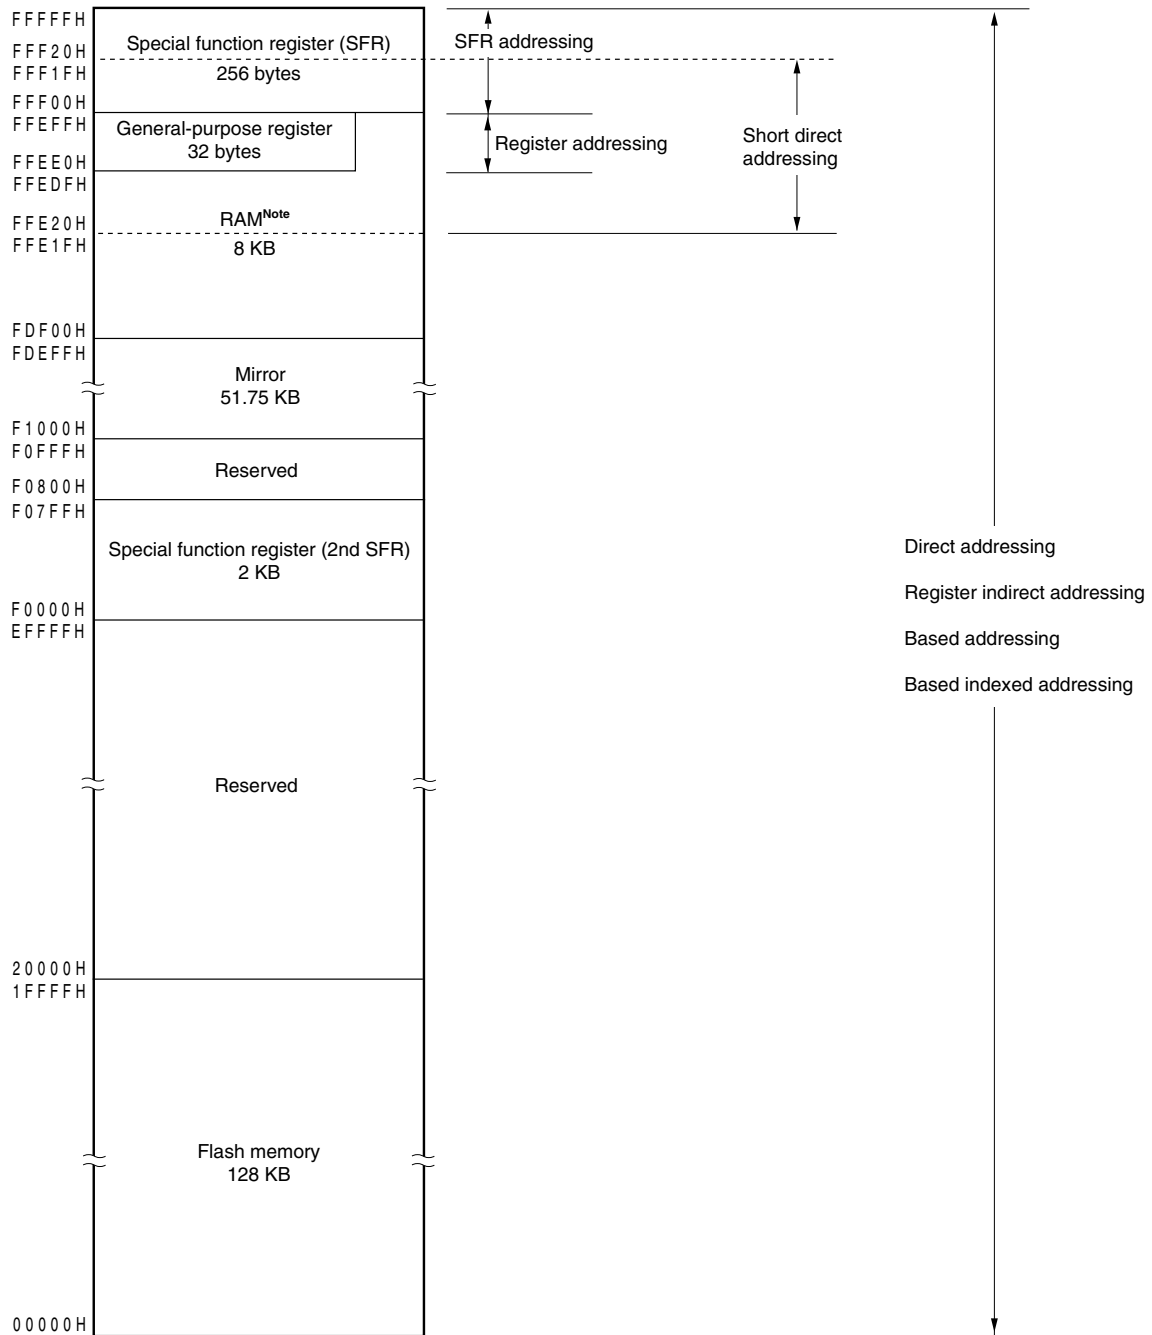 FFFFFH
Special function register (SFR)
256 bytes
SFR addressing
FFF20H
FFF1FH
FFF00H
FFEFFH
General-purpose register
32 bytes
Register addressing
Short direct
addressing
FFEE0H
FFEDFH
RAMNote
8 KB
FFE20H
FFE1FH
FDF00H
FDEFFH
Mirror
51.75 KB
F1000H
F0FFFH
Reserved
F0800H
F07FFH
Special function register (2nd SFR)
2 KB
Direct addressing
Register indirect addressing
Based addressing
Based indexed addressing
F0000H
EFFFFH
Reserved
20000H
1FFFFH
Flash memory
128 KB
00000H